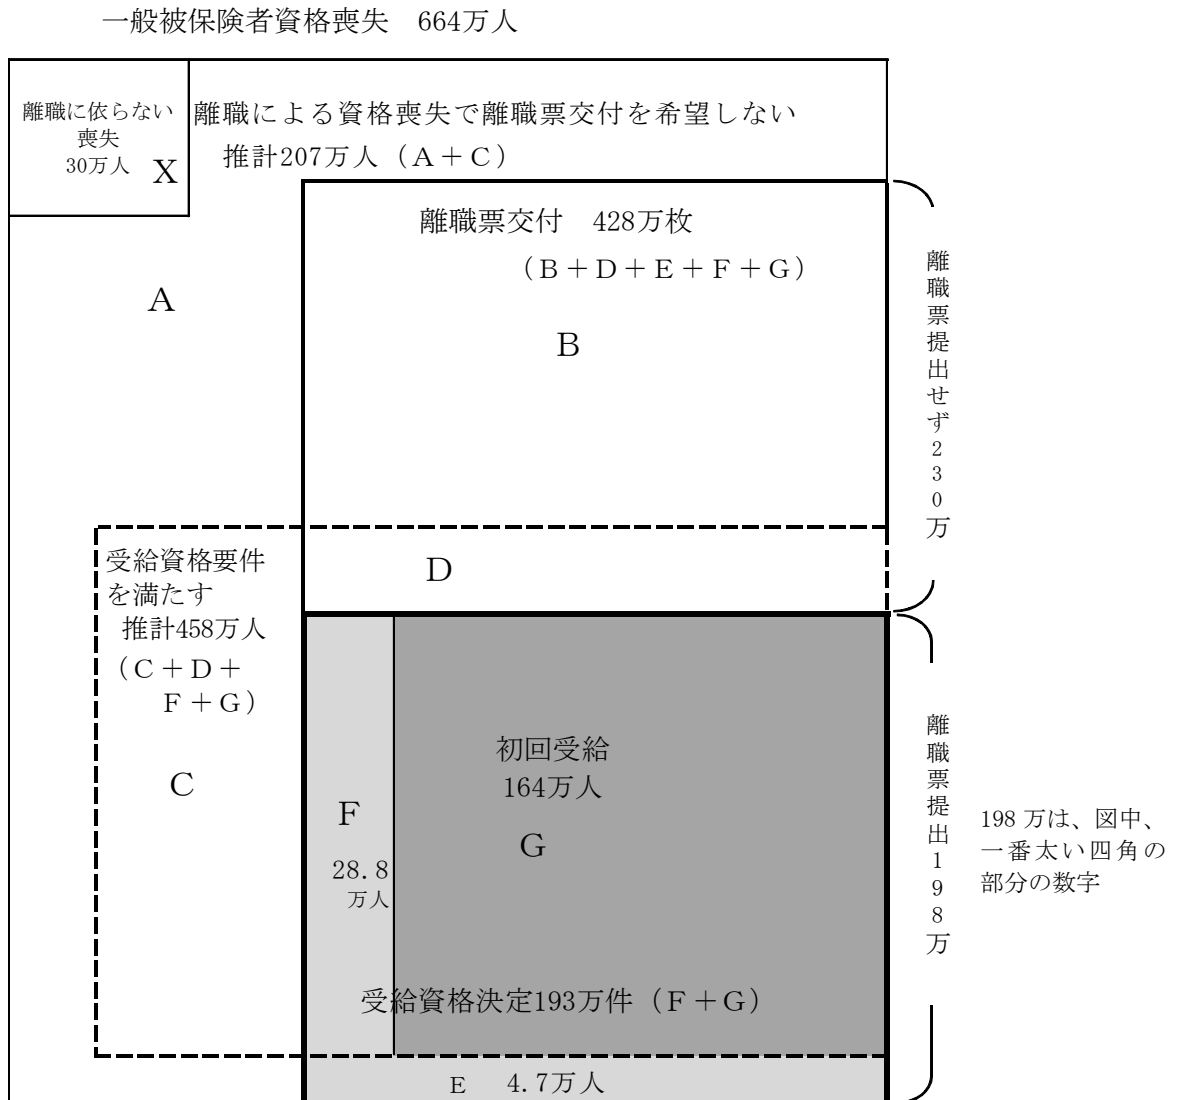 一般被保険者資格喪失　664万人
離職に依らない
喪失
30万人
X
離職による資格喪失で離職票交付を希望しない
推計207万人（A＋C）
離職票交付　428万枚
（B＋D＋E＋F＋G）
A
B
離職票提出せず230万
受給資格要件
を満たす
推計458万人
（C＋D＋
F＋G）
D
C
初回受給
164万人
G
F
28.8
万人
離職票提出198万
198 万は、図中、
一番太い四角の
部分の数字
受給資格決定193万件（F＋G）
E　4.7万人